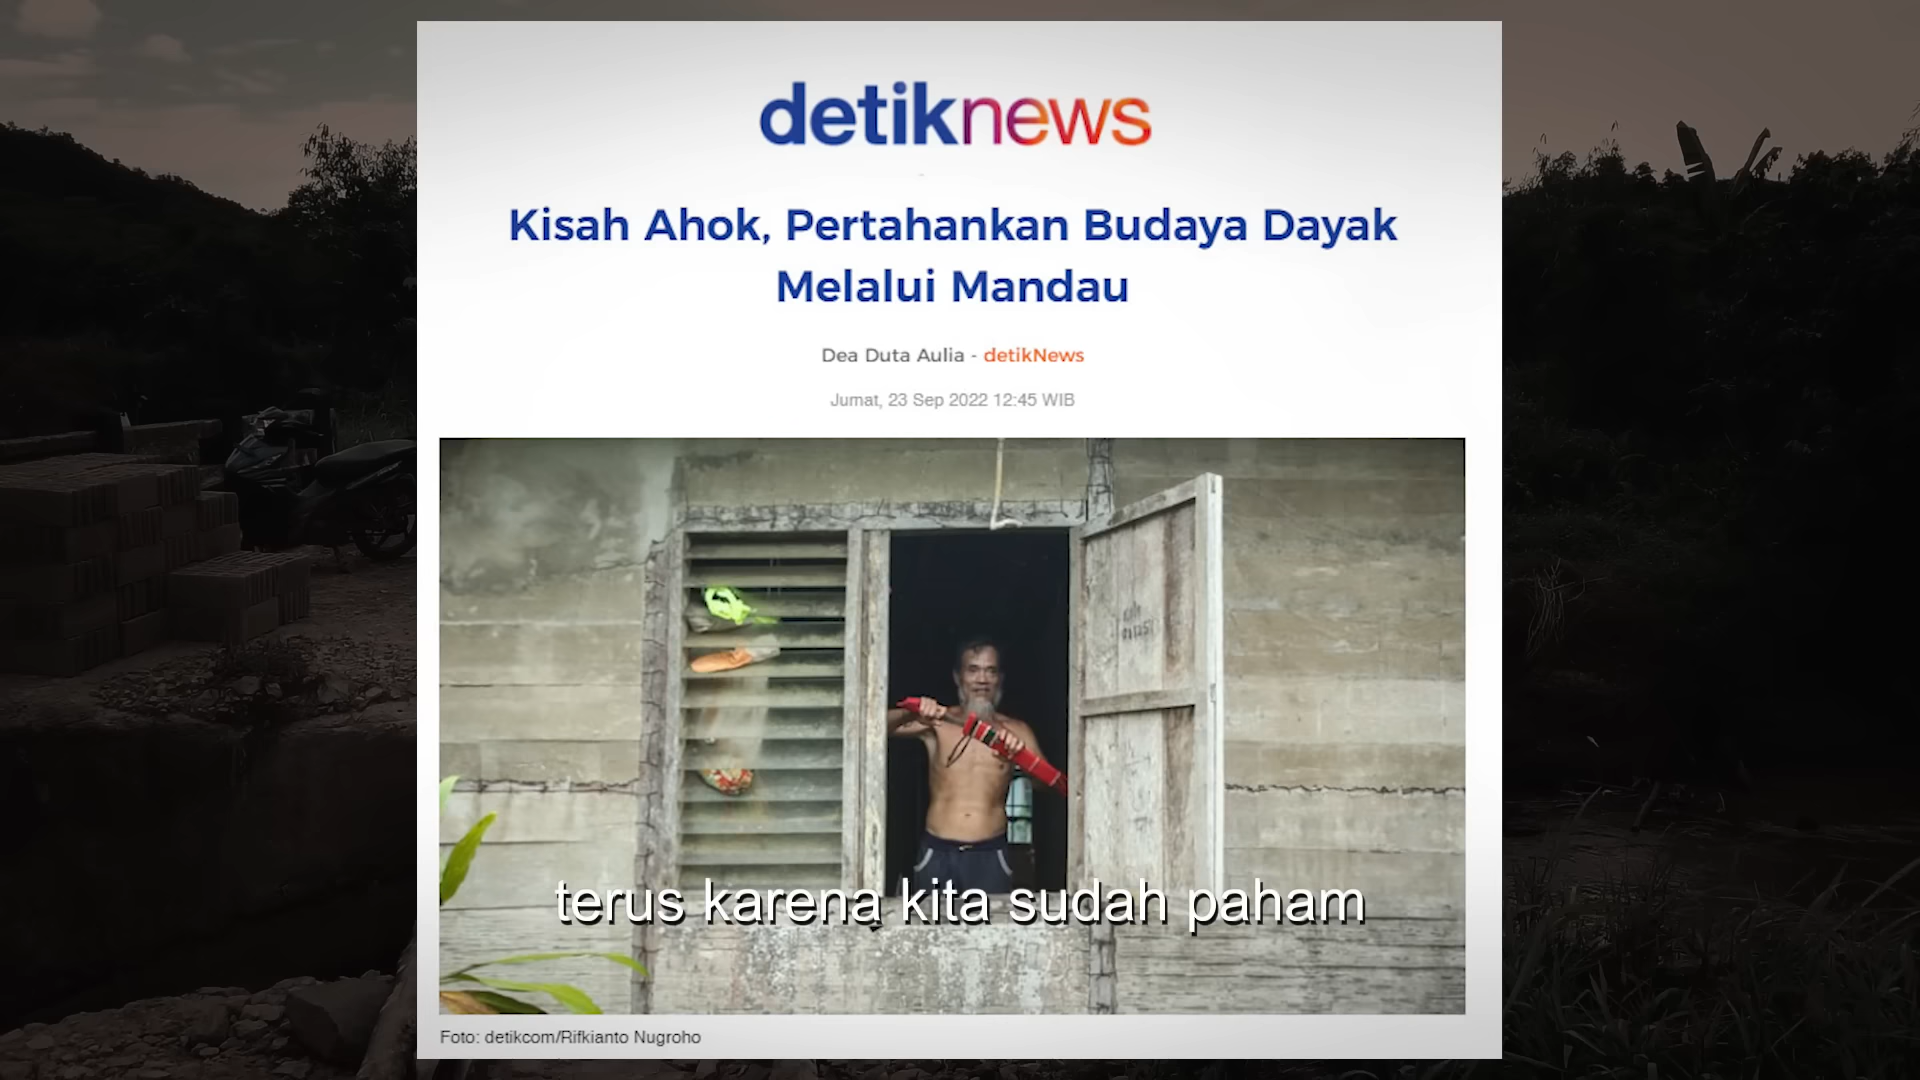 detiknews
Kisah Ahok, Pertahankan Budaya Dayak
Melalui Mandau
Dea Duta Aulia - detikNews
Jumat, 23 Sep 2022 12:45 WIB
terus karena kita sudah paham
Foto: detikcom/Rifkianto Nugroho